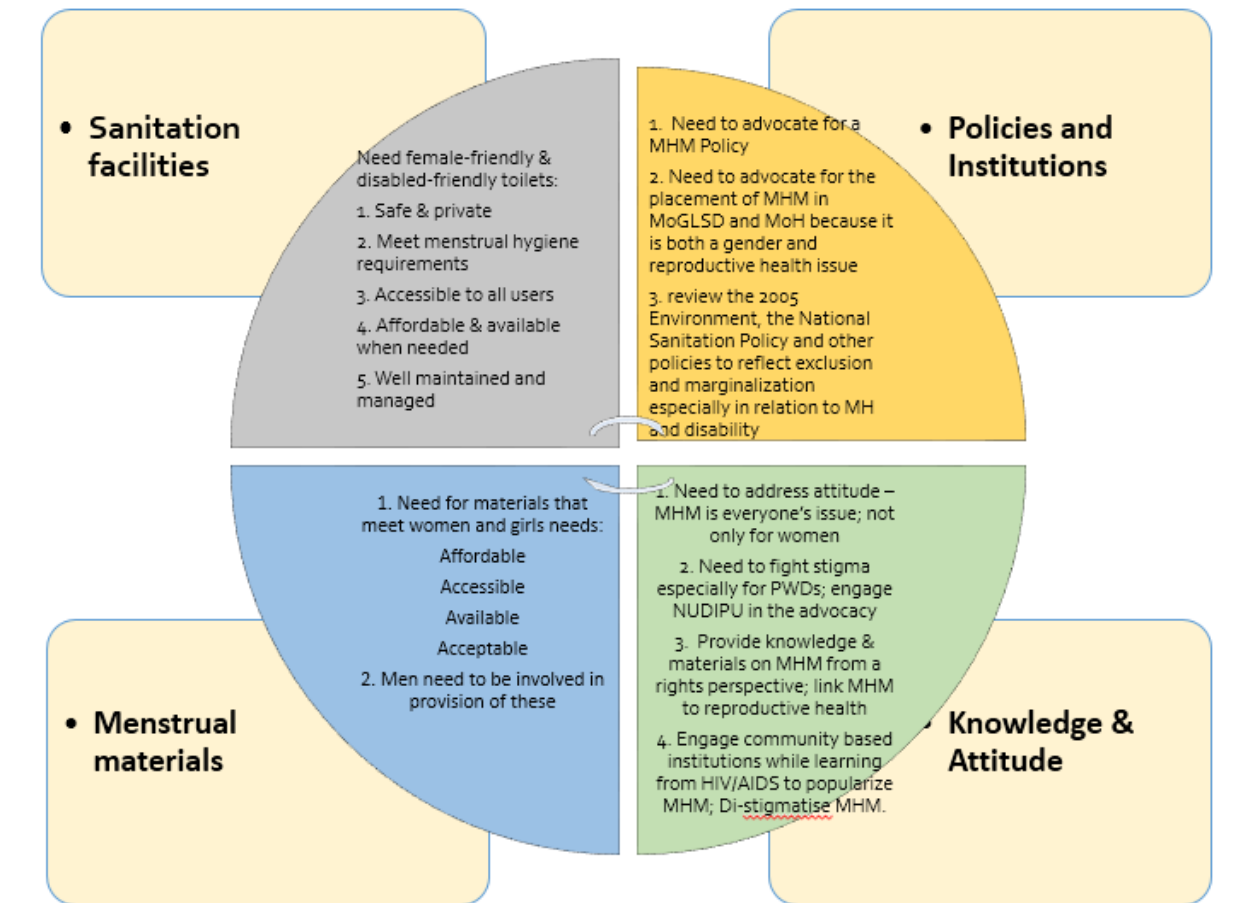 • Sanitation
facilities
Need female-friendly &
disabled-friendly toilets:
1. Safe & private
2. Meet menstrual hygiene
requirements
3. Accessible to all users
4. Affordable & available
when needed
5. Well maintained and
managed
1. Need to advocate for a
MHM Policy
2. Need to advocate for the
placement of MHM in
MoGLSD and MoH because it
is both a gender and
reproductive health issue
3. review the 2005
Environment, the National
Sanitation Policy and other
policies to reflect exclusion
and marginalization
especially in relation to MH
and disability
• Policies and
Institutions
• Menstrual
materials
1. Need for materials that
meet women and girls needs:
Affordable
Accessible
Available
Acceptable
2. Men need to be involved in
provision of these
1. Need to address attitude –
MHM is everyone's issue; not
only for women
2. Need to fight stigma
especially for PWDs; engage
NUDIPU in the advocacy
3. Provide knowledge &
materials on MHM from a
rights perspective; link MHM
to reproductive health
4. Engage community based
institutions while learning
from HIV/AIDS to popularize
MHM; Di-stigmatise MHM.
• Knowledge &
Attitude